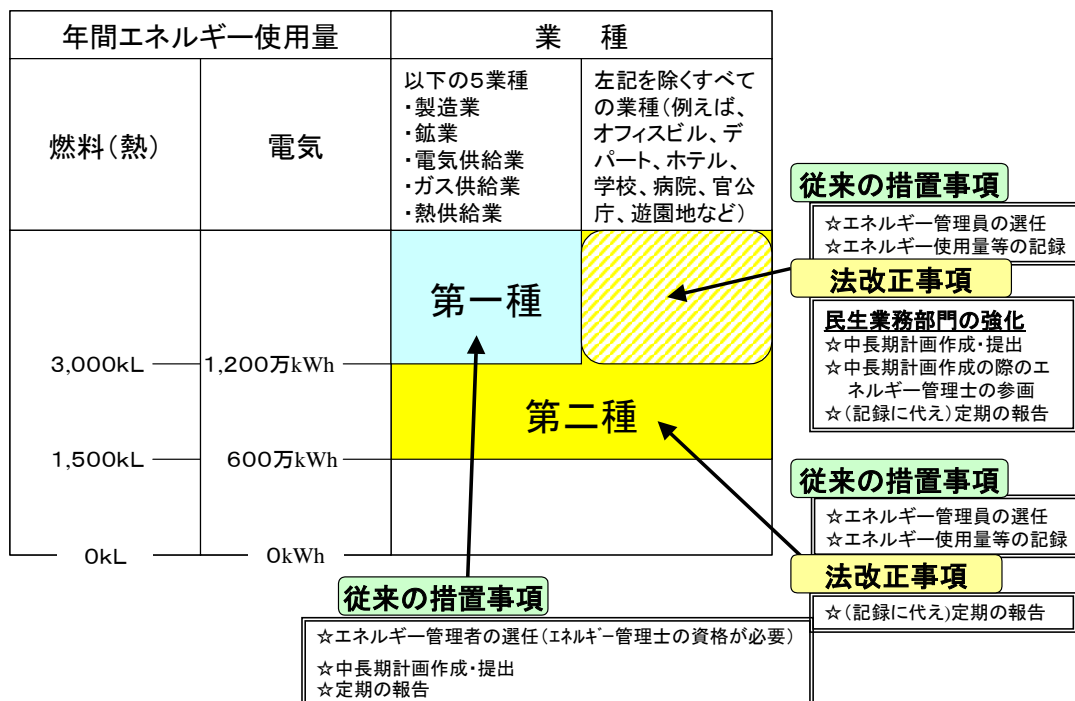 年間エネルギー使用量
業　種
燃料(熱)
電気
以下の5業種
・製造業
・鉱業
・電気供給業
・ガス供給業
・熱供給業
左記を除くすべて
の業種(例えば、
オフィスビル、デ
パート、ホテル、
学校、病院、官公
庁、遊園地など)
第一種
3,000kL
1,200万kWh
第二種
1,500kL
600万kWh
0kL
0kWh
従来の措置事項
☆エネルギー管理員の選任
☆エネルギー使用量等の記録
法改正事項
民生業務部門の強化
☆中長期計画作成・提出
☆中長期計画作成の際のエ
ネルギー管理士の参画
☆(記録に代え)定期の報告
従来の措置事項
☆エネルギー管理員の選任
☆エネルギー使用量等の記録
法改正事項
☆(記録に代え)定期の報告
従来の措置事項
☆エネルギー管理者の選任(ｴﾈﾙｷﾞｰ管理士の資格が必要)
☆中長期計画作成・提出
☆定期の報告